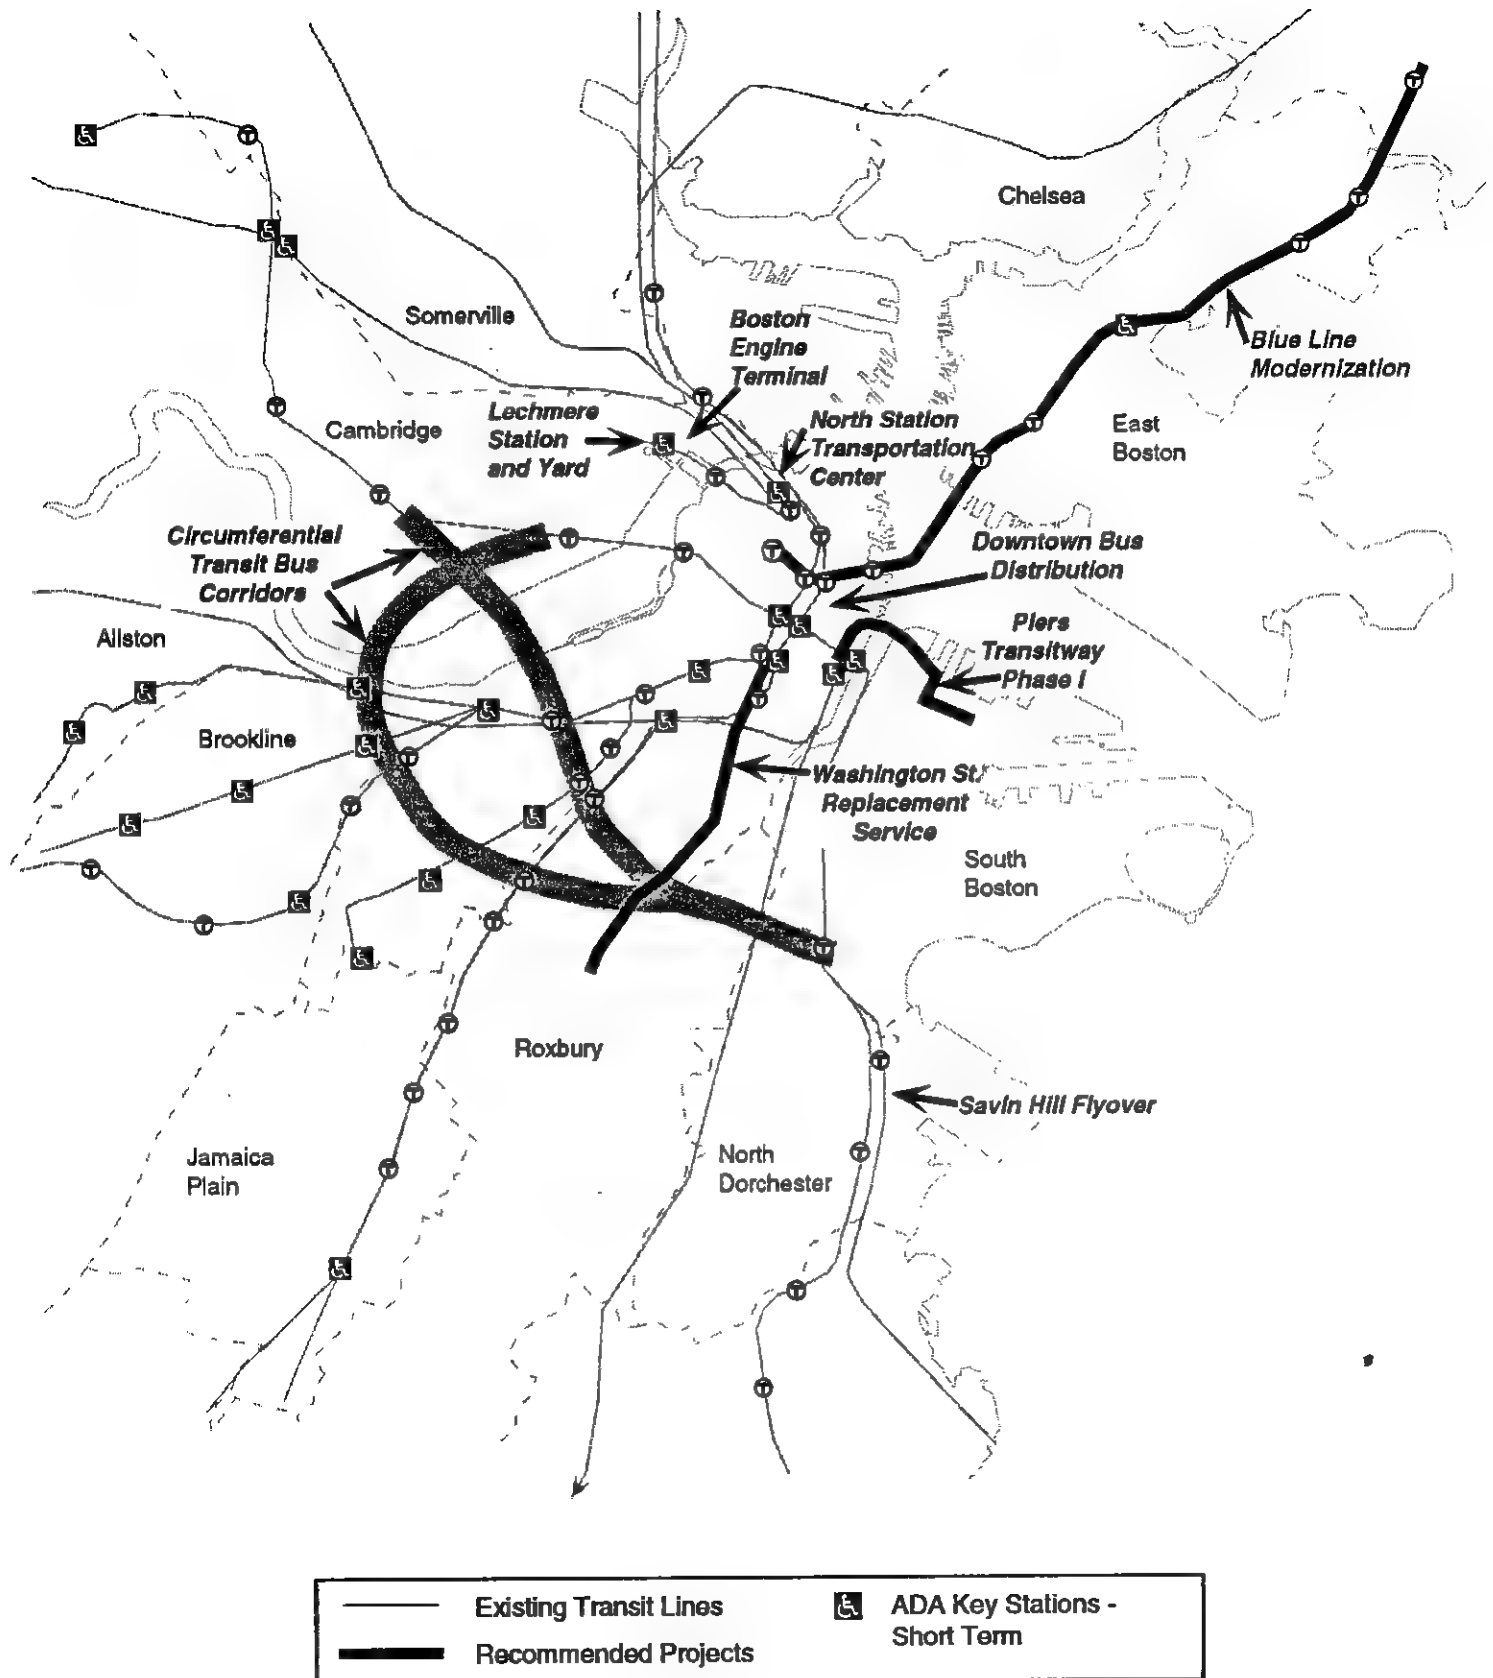 Chelsea
Somerville
Boston
Engine
Terminal
Blue Line
Modernization
Lechmere
Station
and Yard
North Station
Transportation
Center
East
Boston
Cambridge
Circumferential
Transit Bus
Corridors
Downtown Bus
Distribution
Allston
Piers
Transitway
Phase I
Brookline
Washington St.
Replacement
Service
South
Boston
Roxbury
Savin Hill Flyover
Jamaica
Plain
North
Dorchester
Existing Transit Lines
Recommended Projects
ADA Key Stations -
Short Term